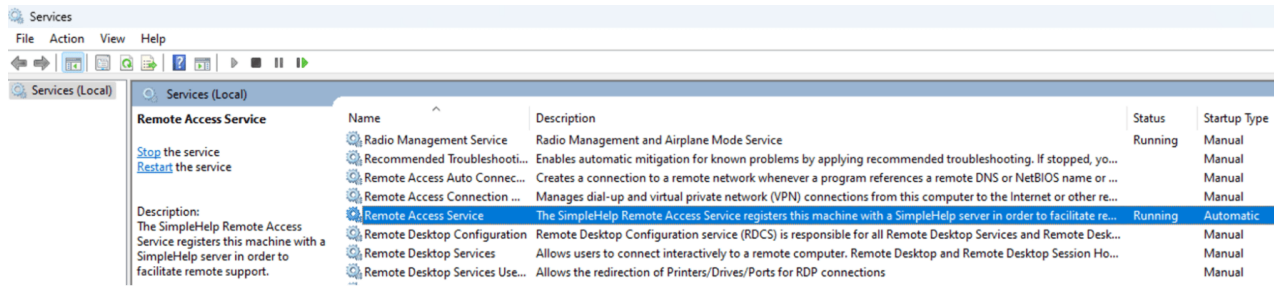 Services
File Action View Help
Services (Local)
Services (Local)
Remote Access Service
Stop the service
Restart the service
Description:
The SimpleHelp Remote Access
Service registers this machine with a
SimpleHelp server in order to
facilitate remote support.
Name Description Status Startup Type
Radio Management Service Radio Management and Airplane Mode Service Running Manual
Recommended Troubleshooti... Enables automatic mitigation for known problems by applying recommended troubleshooting. If stopped, yo... Manual
Remote Access Auto Connec... Creates a connection to a remote network whenever a program references a remote DNS or NetBIOS name or ... Manual
Remote Access Connection ... Manages dial-up and virtual private network (VPN) connections from this computer to the Internet or other re... Manual
Remote Access Service The SimpleHelp Remote Access Service registers this machine with a SimpleHelp server in order to facilitate re... Running Automatic
Remote Desktop Configuration Remote Desktop Configuration service (RDCS) is responsible for all Remote Desktop Services and Remote Desk... Manual
Remote Desktop Services Allows users to connect interactively to a remote computer. Remote Desktop and Remote Desktop Session Ho... Manual
Remote Desktop Services Use... Allows the redirection of Printers/Drives/Ports for RDP connections Manual